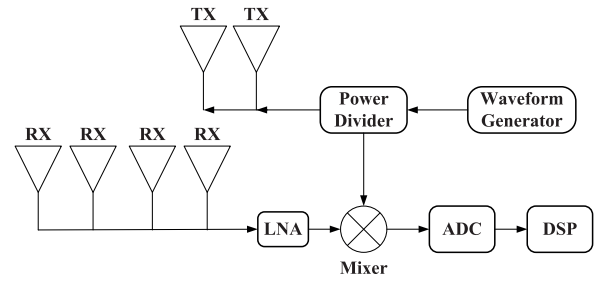 TX TX
Power
Divider
Waveform
Generator
RX RX RX RX
LNA
ADC
DSP
Mixer